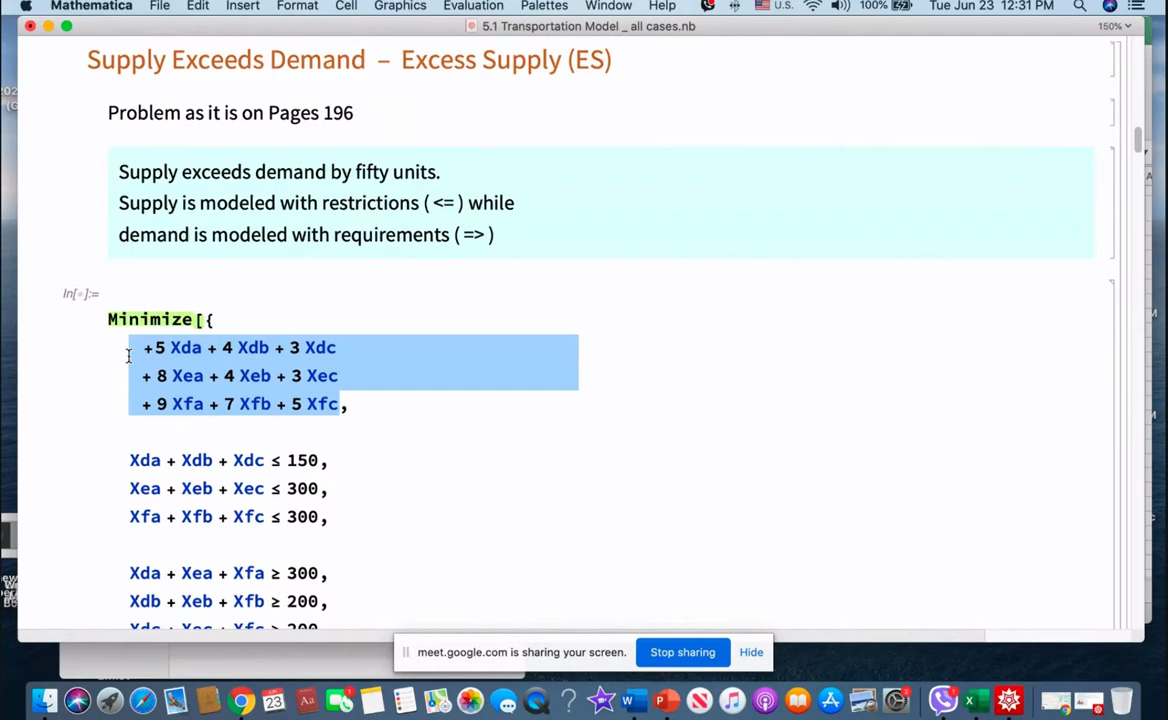 Mathematica File Edit Insert Format Cell Graphics Evaluation Palettes Window Help U.S. 100% Tue Jun 23 12:31 PM
5.1 Transportation Model _ all cases.nb
150%
Supply Exceeds Demand – Excess Supply (ES)
Problem as it is on Pages 196
Supply exceeds demand by fifty units.
Supply is modeled with restrictions ( <= ) while
demand is modeled with requirements ( => )
In[ ]:=
Minimize[{
+5 Xda + 4 Xdb + 3 Xdc
+ 8 Xea + 4 Xeb + 3 Xec
+ 9 Xfa + 7 Xfb + 5 Xfc,
Xda + Xdb + Xdc ≤ 150,
Xea + Xeb + Xec ≤ 300,
Xfa + Xfb + Xfc ≤ 300,
Xda + Xea + Xfa ≥ 300,
Xdb + Xeb + Xfb ≥ 200,
Xdc + Xec + Xfc ≥ 200
meet.google.com is sharing your screen. Stop sharing Hide